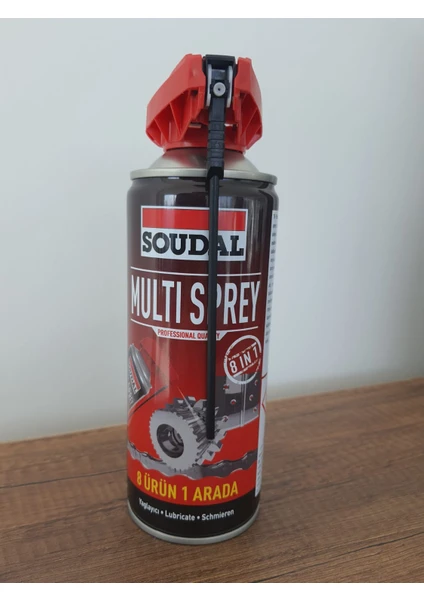 SOUDAL
MULTI SPREY
PROFESSIONAL QUALITY
8 IN 1
8 ÜRÜN 1 ARADA
Yağlayıcı • Lubricate • Schmieren